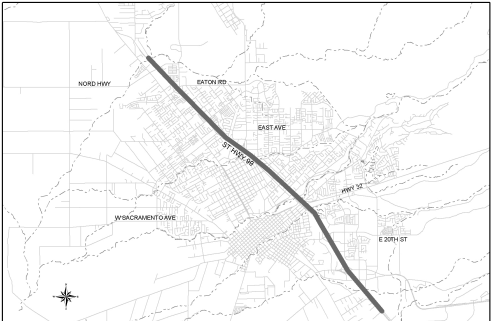 EATON RD
NORD HWY
EAST AVE
ST HWY 99
HWY 32
W SACRAMENTO AVE
E 20TH ST